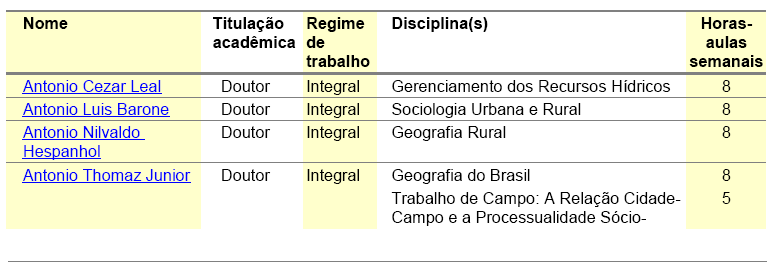 Nome Titulação acadêmica Regime de trabalho Disciplina(s) Horas-aulas semanais
Antonio Cezar Leal Doutor Integral Gerenciamento dos Recursos Hídricos 8
Antonio Luis Barone Doutor Integral Sociologia Urbana e Rural 8
Antonio Nilvaldo Doutor Integral Geografia Rural 8
Hespanhol
Antonio Thomaz Junior Doutor Integral Geografia do Brasil 8
Trabalho de Campo: A Relação Cidade- 5
Campo e a Processualidade Sócio-